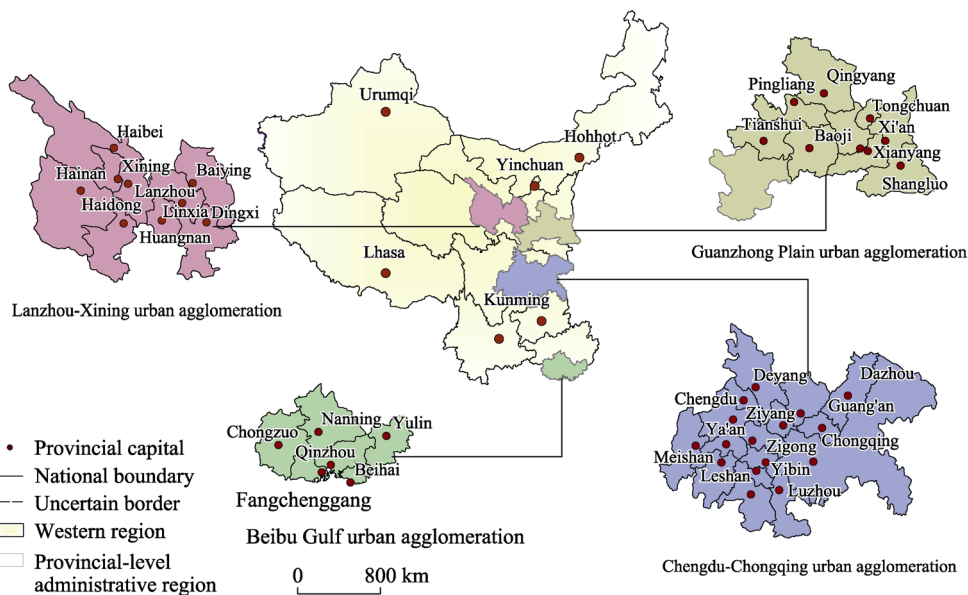 Urumqi
Hohhot
Yinchuan
Lhasa
Kunming
Haibei
Xining
Baiying
Hainan
Lanzhou
Haidong
Linxia
Dingxi
Huangnan
Lanzhou-Xining urban agglomeration
Qingyang
Pingliang
Tongchuan
Tianshui
Baoji
Xi'an
Xianyang
Shangluo
Guanzhong Plain urban agglomeration
Nanning
Yulin
Chongzuo
Qinzhou
Beihai
Fangchenggang
Beibu Gulf urban agglomeration
Deyang
Dazhou
Chengdu
Guang'an
Ziyang
Ya'an
Chongqing
Meishan
Zigong
Leshan
Yibin
Luzhou
Chengdu-Chongqing urban agglomeration
Provincial capital
National boundary
Uncertain border
Western region
Provincial-level
administrative region
0 800 km